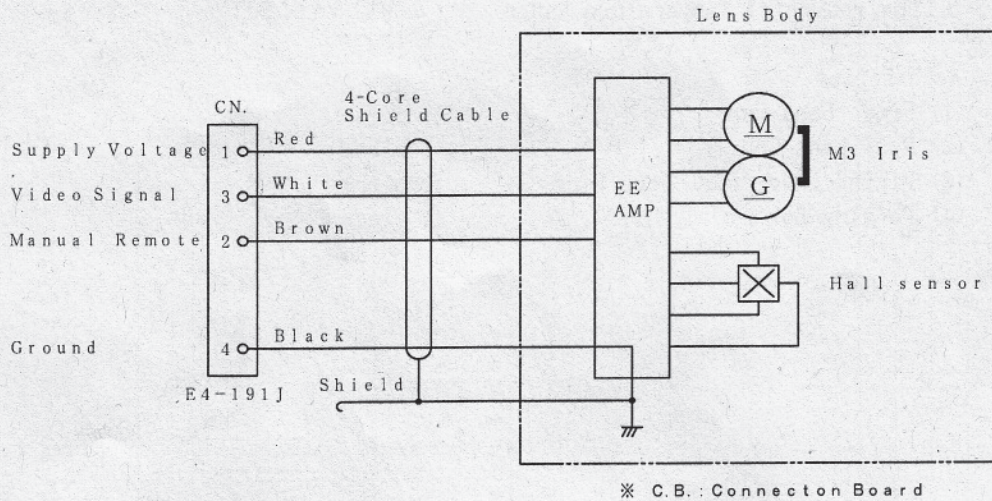 Lens Body
CN.
4-Core
Shield Cable
Supply Voltage 1 Red
Video Signal 3 White
Manual Remote 2 Brown
Ground 4 Black
E4-191J
Shield
EE
AMP
M
G
M3 Iris
Hall sensor
※ C.B.: Connecton Board